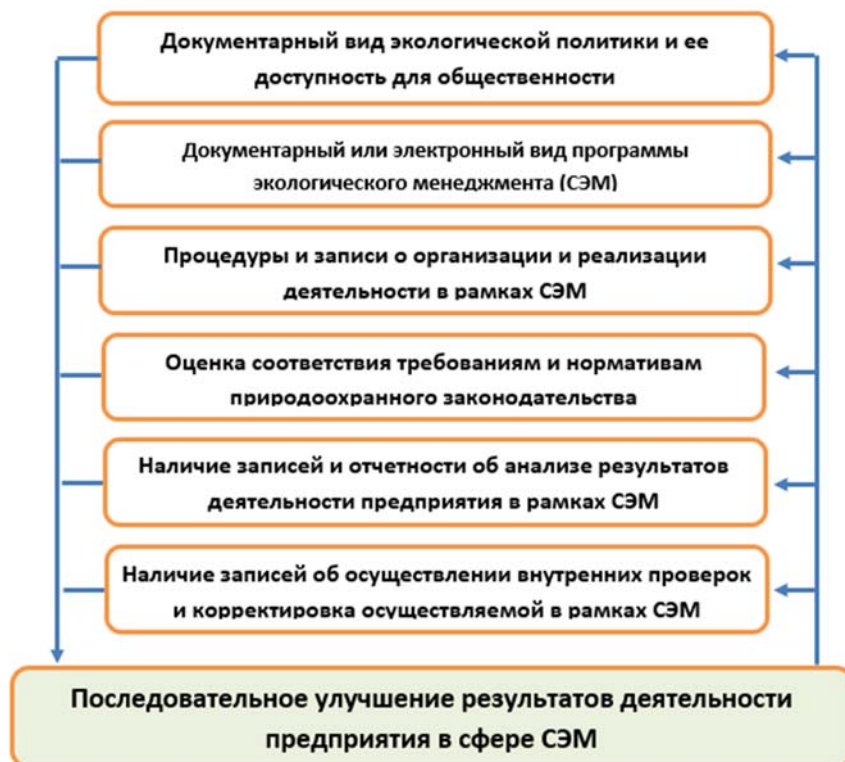 Документарный вид экологической политики и ее
доступность для общественности
Документарный или электронный вид программы
экологического менеджмента (СЭМ)
Процедуры и записи о организации и реализации
деятельности в рамках СЭМ
Оценка соответствия требованиям и нормативам
природоохранного законодательства
Наличие записей и отчетности об анализе результатов
деятельности предприятия в рамках СЭМ
Наличие записей об осуществлении внутренних проверок
и корректировка осуществляемой в рамках СЭМ
Последовательное улучшение результатов деятельности
предприятия в сфере СЭМ